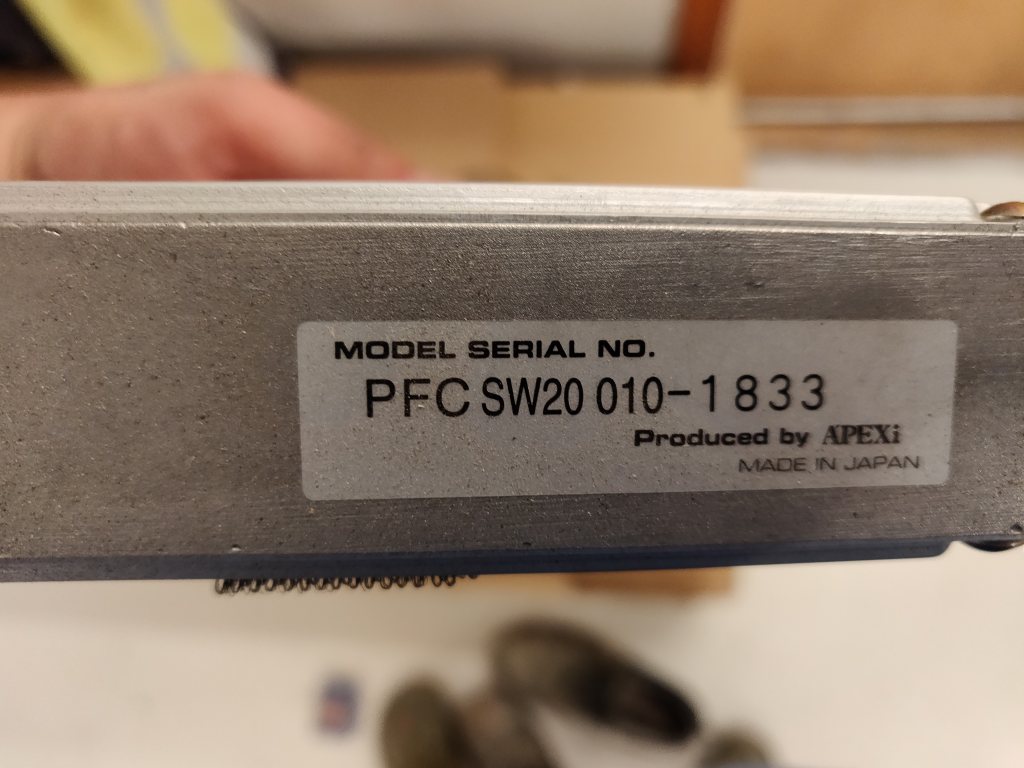 MODEL SERIAL NO.
PFC SW20 010-1833
Produced by APEXi
MADE IN JAPAN